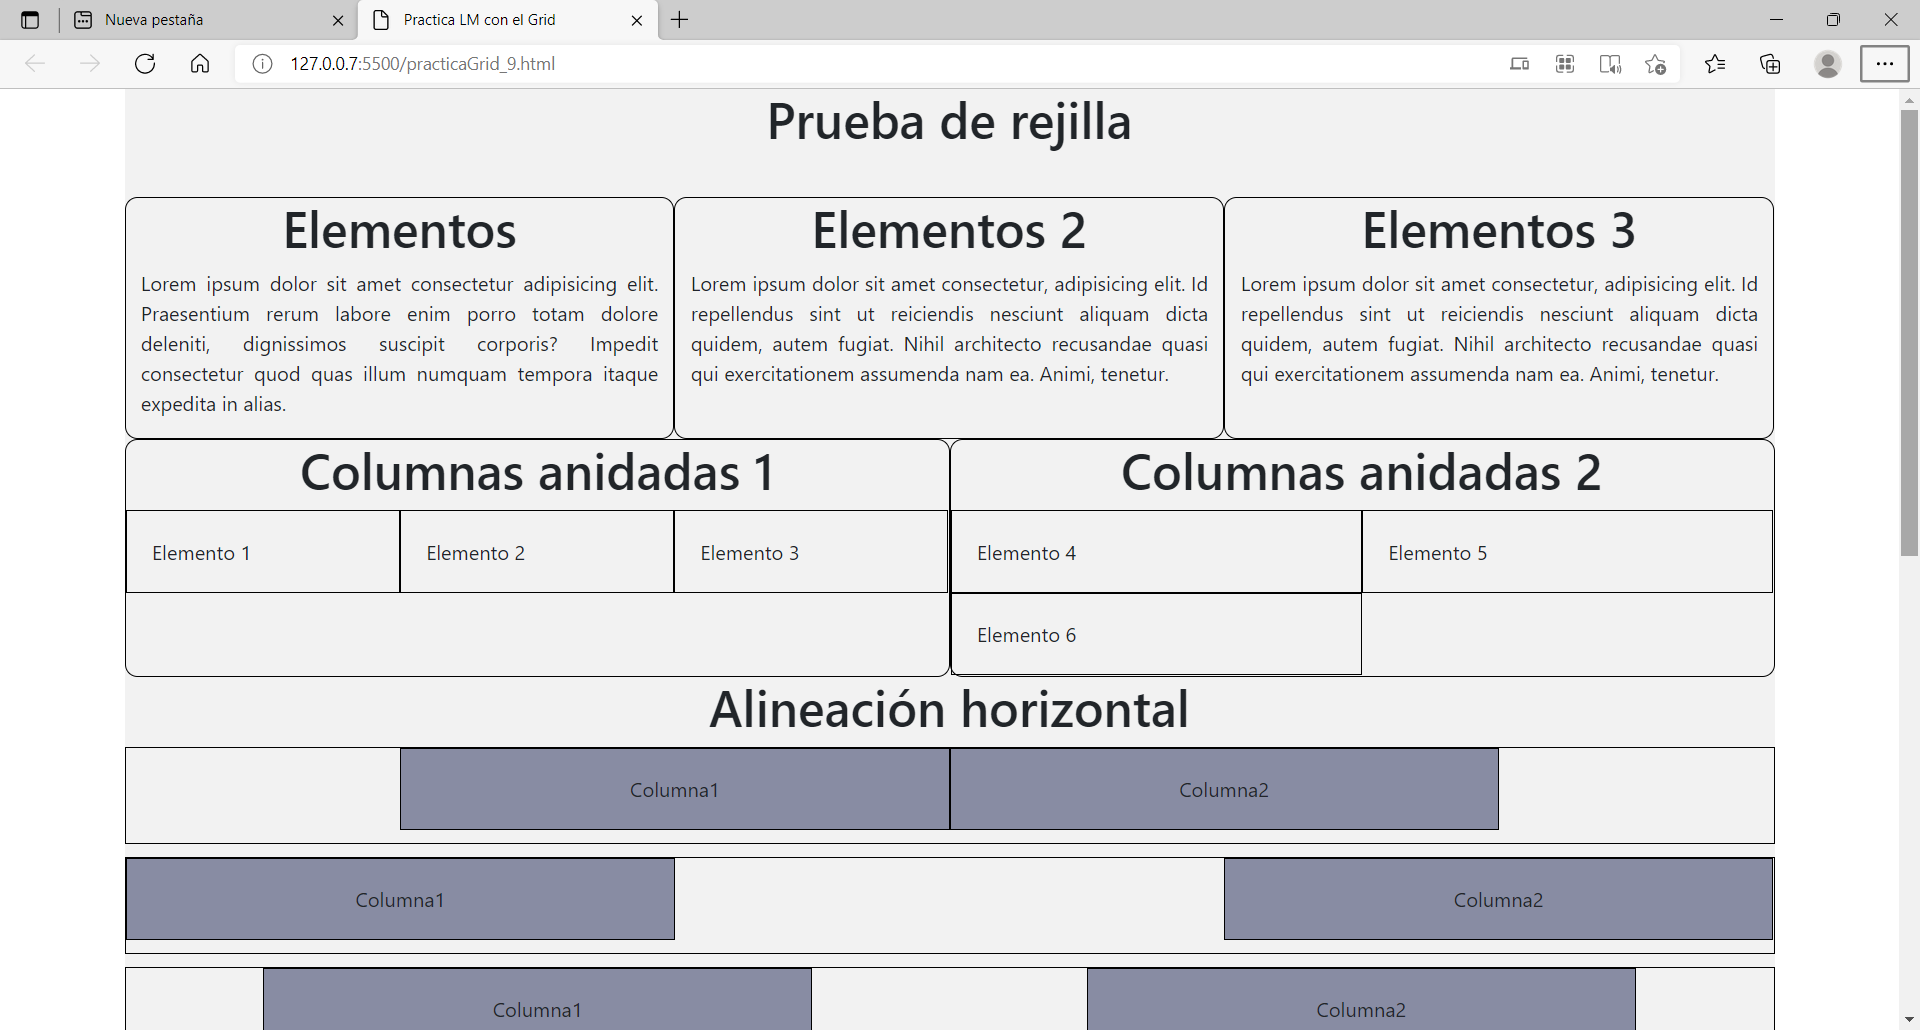 Nueva pestaña
Practica LM con el Grid
127.0.0.7:5500/practicaGrid_9.html
Prueba de rejilla
Elementos
Lorem ipsum dolor sit amet consectetur adipisicing elit.
Praesentium rerum labore enim porro totam dolore
deleniti, dignissimos suscipit corporis? Impedit
consectetur quod quas illum numquam tempora itaque
expedita in alias.
Elementos 2
Lorem ipsum dolor sit amet consectetur, adipisicing elit. Id
repellendus sint ut reiciendis nesciunt aliquam dicta
quidem, autem fugiat. Nihil architecto recusandae quasi
qui exercitationem assumenda nam ea. Animi, tenetur.
Elementos 3
Lorem ipsum dolor sit amet consectetur, adipisicing elit. Id
repellendus sint ut reiciendis nesciunt aliquam dicta
quidem, autem fugiat. Nihil architecto recusandae quasi
qui exercitationem assumenda nam ea. Animi, tenetur.
Columnas anidadas 1
Elemento 1
Elemento 2
Elemento 3
Columnas anidadas 2
Elemento 4
Elemento 5
Elemento 6
Alineación horizontal
Columna1
Columna2
Columna1
Columna2
Columna1
Columna2